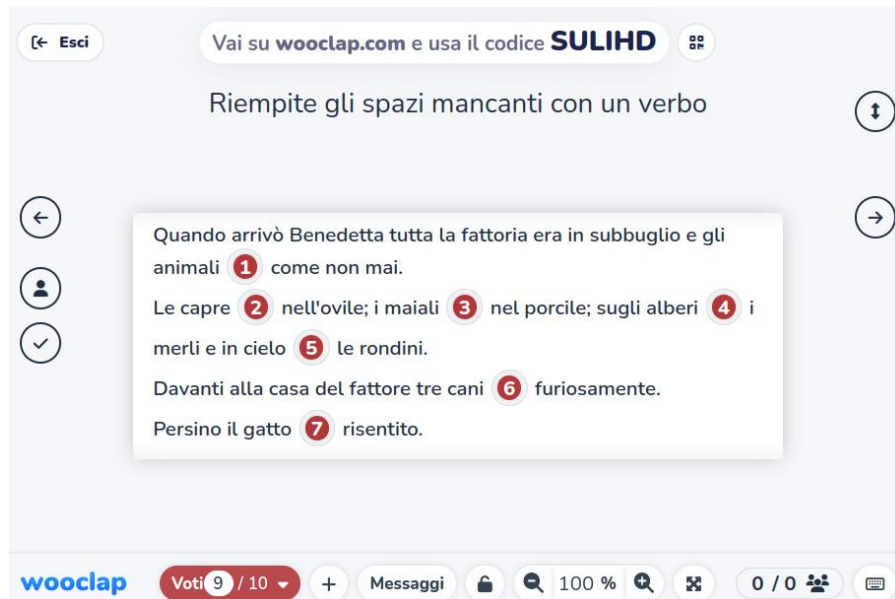 Esci
Vai su wooclap.com e usa il codice SULIHD
Riempite gli spazi mancanti con un verbo
Quando arrivò Benedetta tutta la fattoria era in subbuglio e gli
animali 1 come non mai.
Le capre 2 nell'ovile; i maiali 3 nel porcile; sugli alberi 4 i
merli e in cielo 5 le rondini.
Davanti alla casa del fattore tre cani 6 furiosamente.
Persino il gatto 7 risentito.
wooclap Voti 9 / 10 + Messaggi 100 % 0 / 0